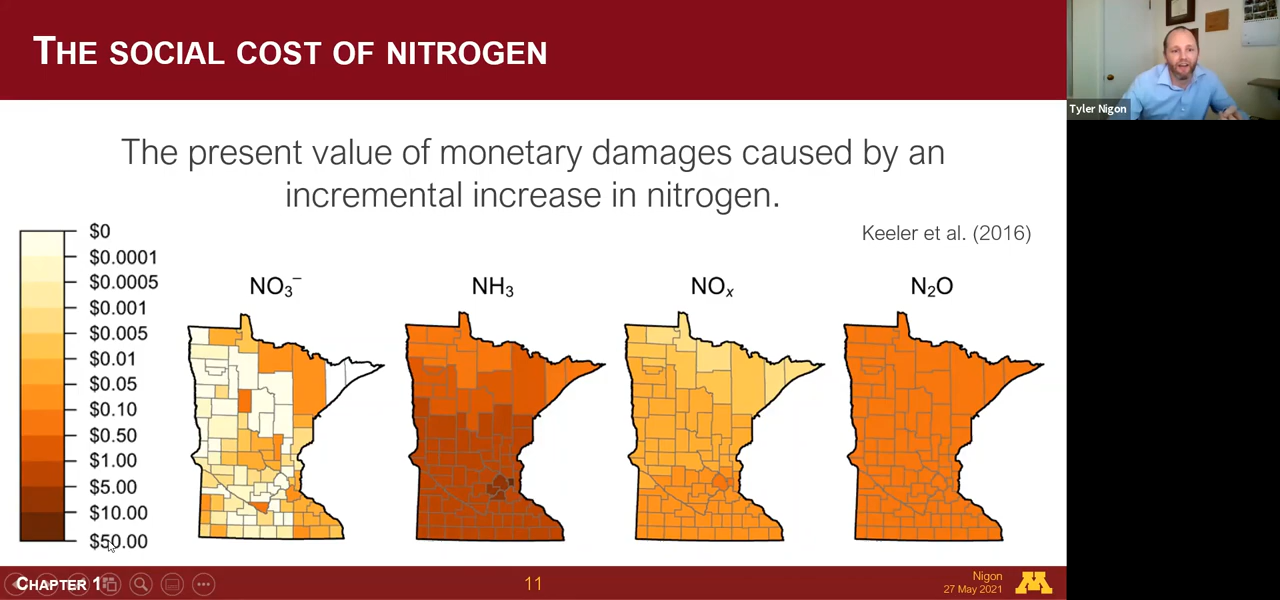 THE SOCIAL COST OF NITROGEN
Tyler Nigon
The present value of monetary damages caused by an
incremental increase in nitrogen.
Keeler et al. (2016)
$0
$0.0001
$0.0005
$0.001
$0.005
$0.01
$0.05
$0.10
$0.50
$1.00
$5.00
$10.00
$50.00
NO₃⁻
NH₃
NOₓ
N₂O
CHAPTER 1
11
Nigon
27 May 2021
M